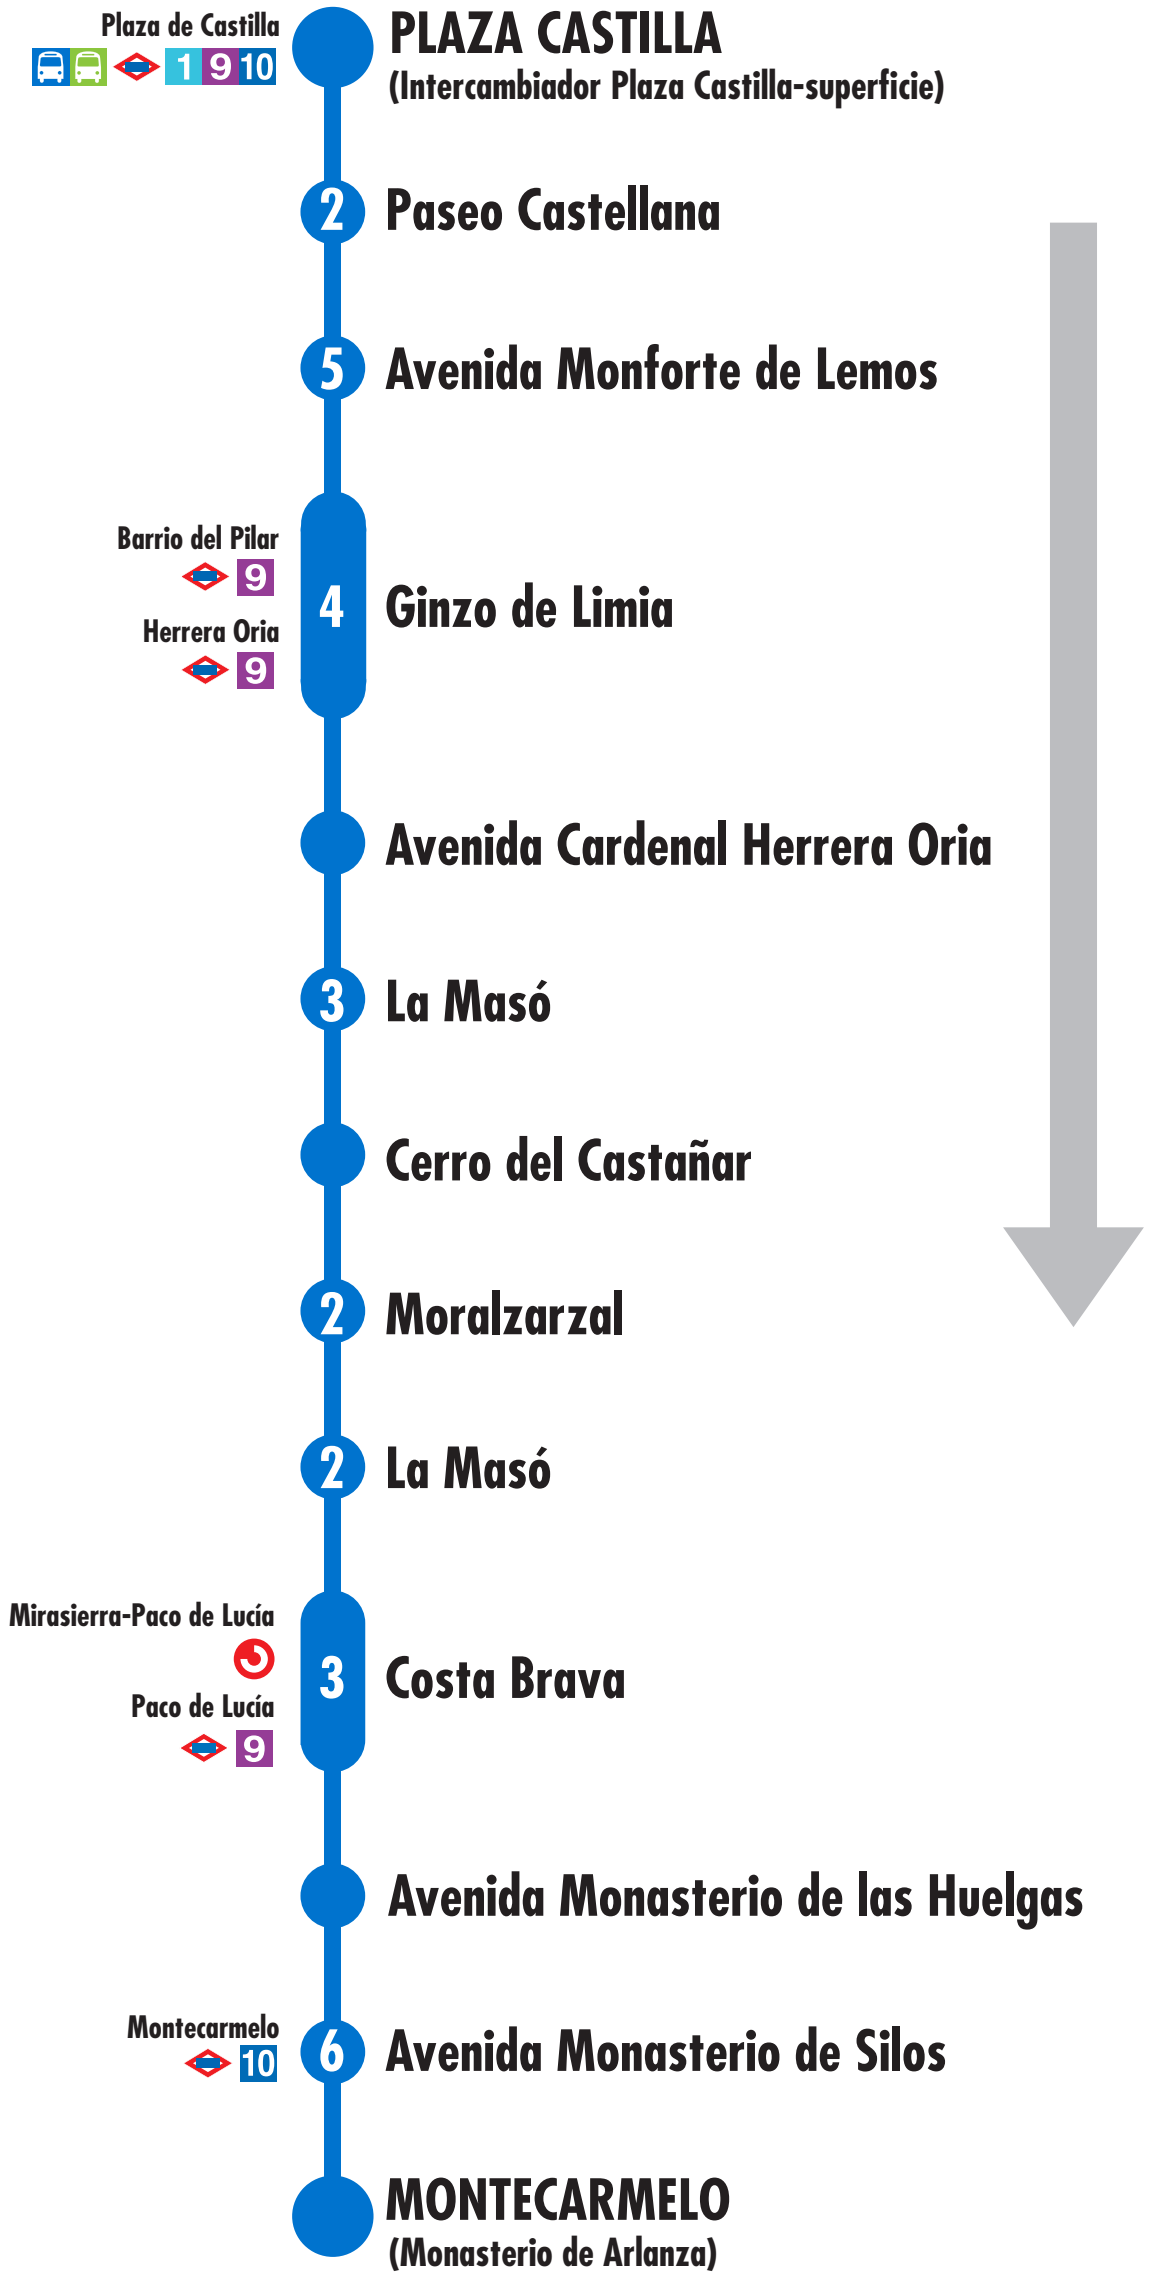 Plaza de Castilla
1 9 10
PLAZA CASTILLA
(Intercambiador Plaza Castilla-superficie)
2 Paseo Castellana
5 Avenida Monforte de Lemos
Barrio del Pilar
9
Herrera Oria
9
4 Ginzo de Limia
Avenida Cardenal Herrera Oria
3 La Masó
Cerro del Castañar
2 Moralzarzal
2 La Masó
Mirasierra-Paco de Lucía
Paco de Lucía
9
3 Costa Brava
Avenida Monasterio de las Huelgas
Montecarmelo
10
6 Avenida Monasterio de Silos
MONTECARMELO
(Monasterio de Arlanza)